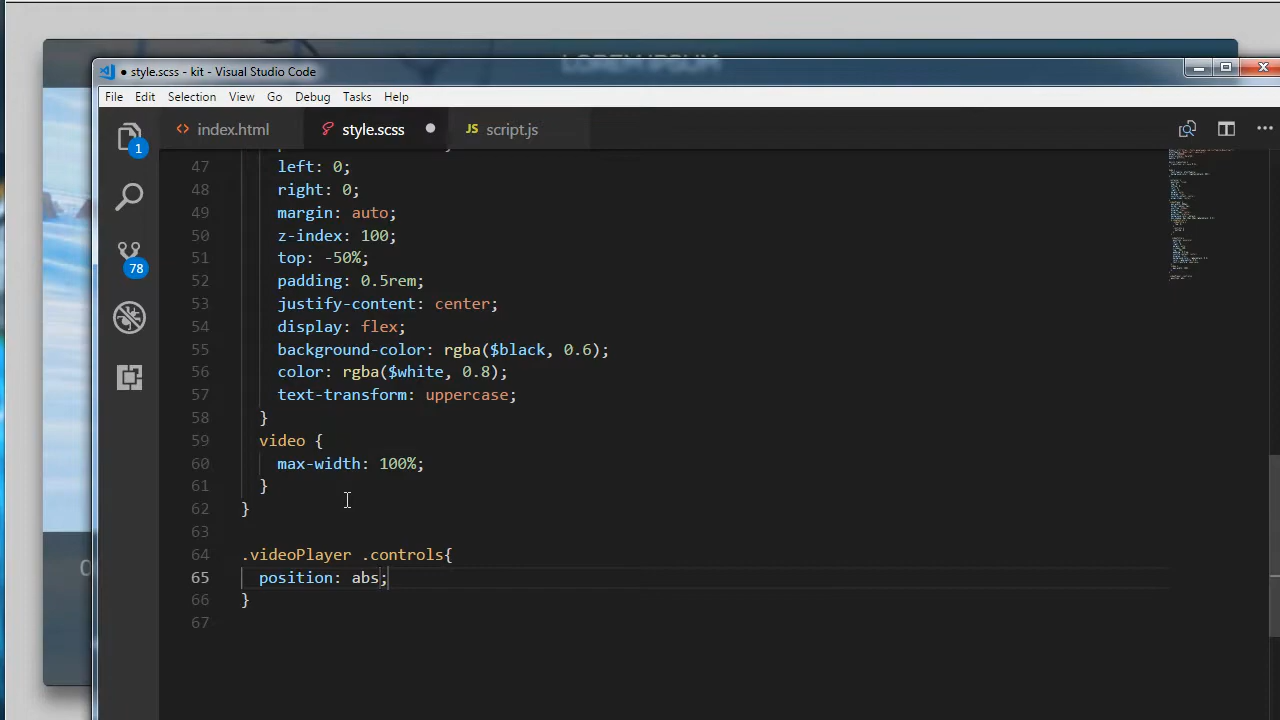 LOREM IPSUM
● style.scss - kit - Visual Studio Code
File Edit Selection View Go Debug Tasks Help
index.html style.scss ● JS script.js ...
1
78
47 left: 0;
48 right: 0;
49 margin: auto;
50 z-index: 100;
51 top: -50%;
52 padding: 0.5rem;
53 justify-content: center;
54 display: flex;
55 background-color: rgba($black, 0.6);
56 color: rgba($white, 0.8);
57 text-transform: uppercase;
58 }
59 video {
60 max-width: 100%;
61 }
62 }
63
64 .videoPlayer .controls{
65 position: abs;
66 }
67